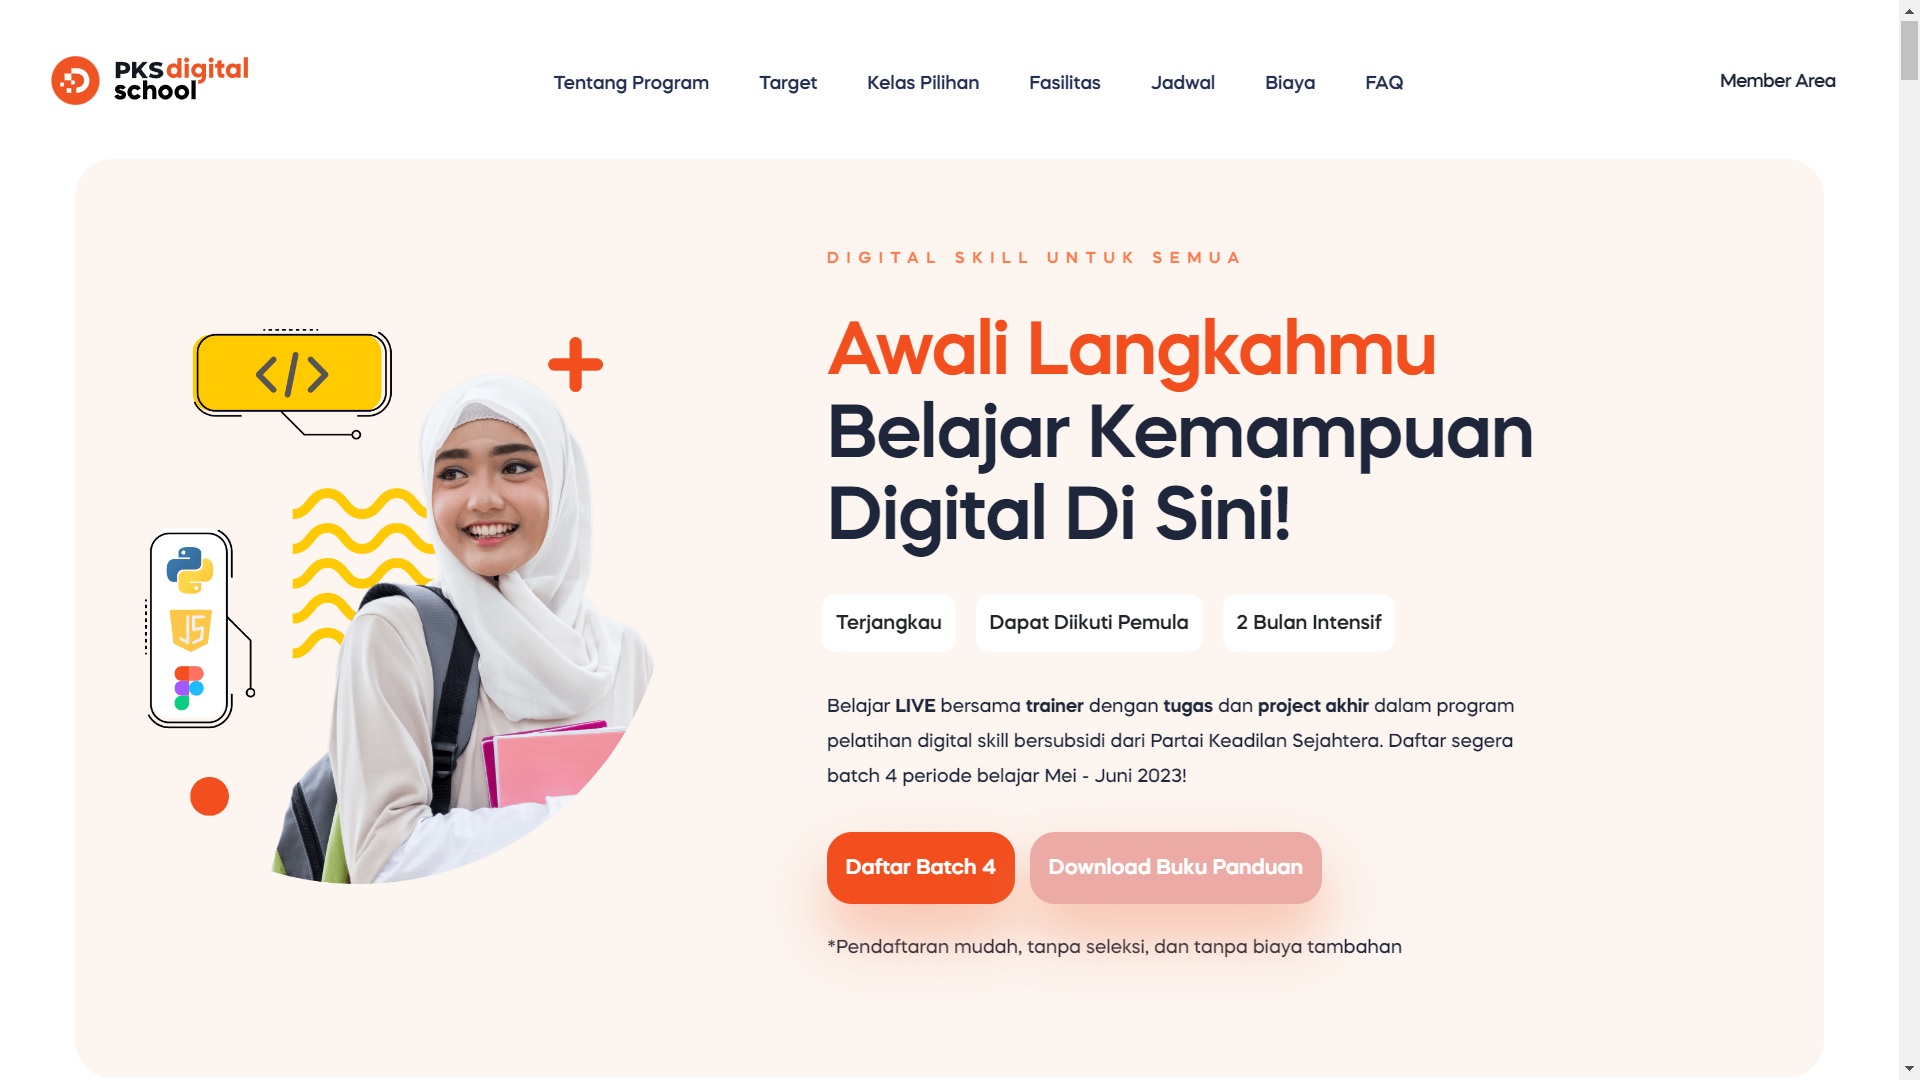 PKS digital
school
Tentang Program
Target
Kelas Pilihan
Fasilitas
Jadwal
Biaya
FAQ
Member Area
DIGITAL SKILL UNTUK SEMUA
Awali Langkahmu
Belajar Kemampuan
Digital Di Sini!
</>
JS
Terjangkau
Dapat Diikuti Pemula
2 Bulan Intensif
Belajar LIVE bersama trainer dengan tugas dan project akhir dalam program
pelatihan digital skill bersubsidi dari Partai Keadilan Sejahtera. Daftar segera
batch 4 periode belajar Mei - Juni 2023!
Daftar Batch 4
Download Buku Panduan
*Pendaftaran mudah, tanpa seleksi, dan tanpa biaya tambahan